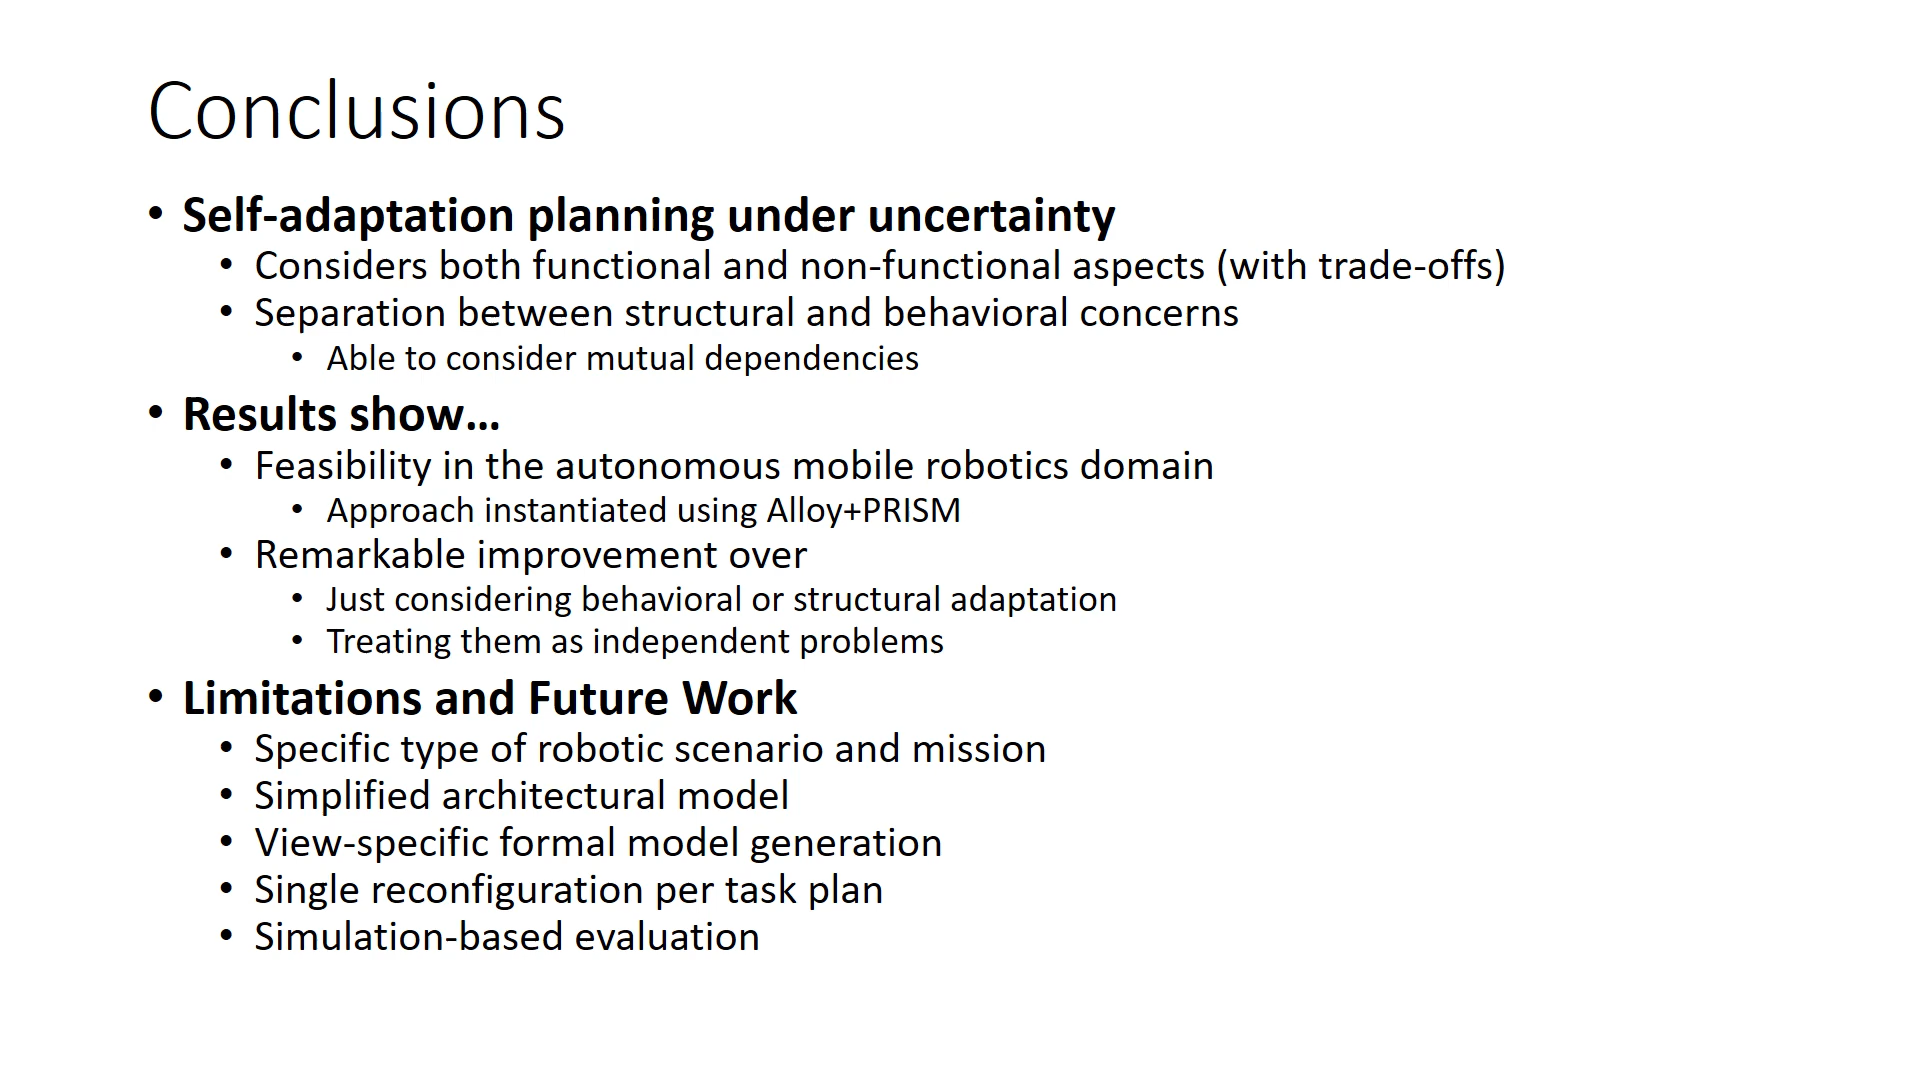 Conclusions
• Self-adaptation planning under uncertainty
• Considers both functional and non-functional aspects (with trade-offs)
• Separation between structural and behavioral concerns
• Able to consider mutual dependencies
• Results show...
• Feasibility in the autonomous mobile robotics domain
• Approach instantiated using Alloy+PRISM
• Remarkable improvement over
• Just considering behavioral or structural adaptation
• Treating them as independent problems
• Limitations and Future Work
• Specific type of robotic scenario and mission
• Simplified architectural model
• View-specific formal model generation
• Single reconfiguration per task plan
• Simulation-based evaluation